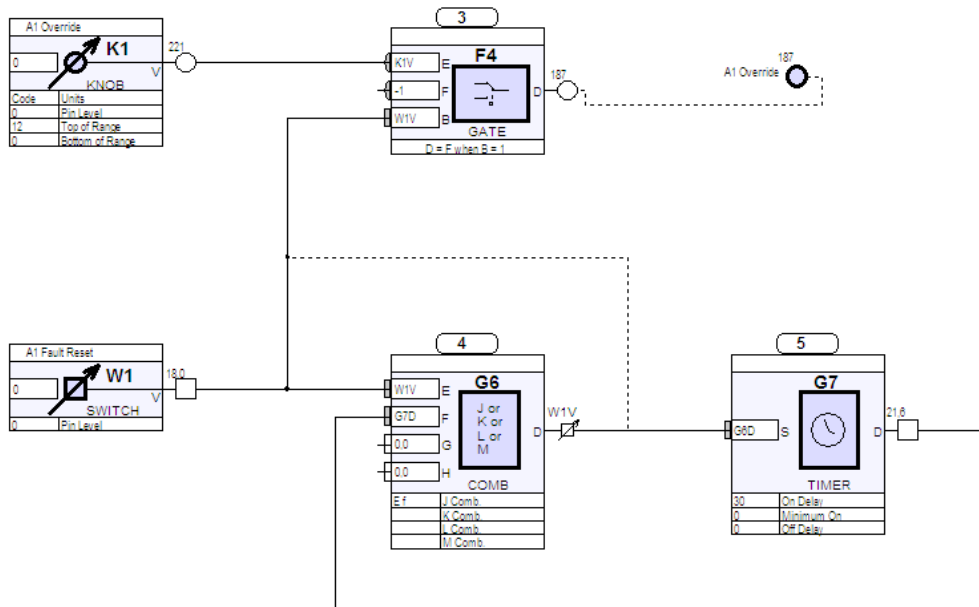 A1 Override
K1
0
V
KNOB
Code Units
0 Pin Level
12 Top of Range
0 Bottom of Range
221
3
F4
K1V E
-1 F
W1V B
D
GATE
D = F when B = 1
187
187
A1 Override
A1 Fault Reset
W1
0
V
SWITCH
0 Pin Level
18.0
4
G6
W1V E
G7D F
0.0 G
0.0 H
J or
K or
L or
M
D
COMB
E f J Comb.
K Comb.
L Comb.
M Comb.
W1V
5
G7
G6D S
D
TIMER
30 On Delay
0 Minimum On
0 Off Delay
21.6